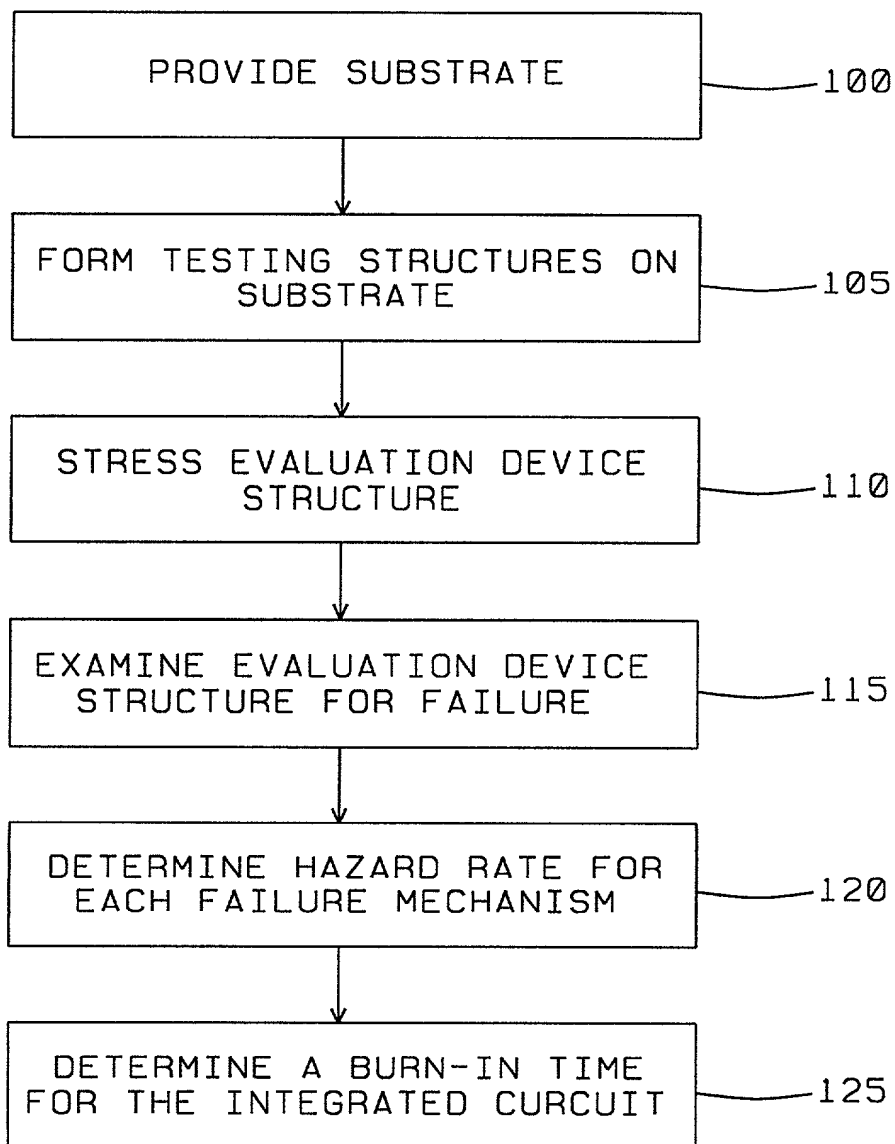 PROVIDE SUBSTRATE
100
FORM TESTING STRUCTURES ON
SUBSTRATE
105
STRESS EVALUATION DEVICE
STRUCTURE
110
EXAMINE EVALUATION DEVICE
STRUCTURE FOR FAILURE
115
DETERMINE HAZARD RATE FOR
EACH FAILURE MECHANISM
120
DETERMINE A BURN-IN TIME
FOR THE INTEGRATED CURCUIT
125